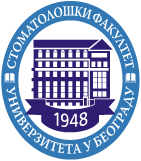 СТОМАТОЛОШКИ ФАКУЛТЕТ
УНИВЕРЗИТЕТА У БЕОГРАДУ
1948